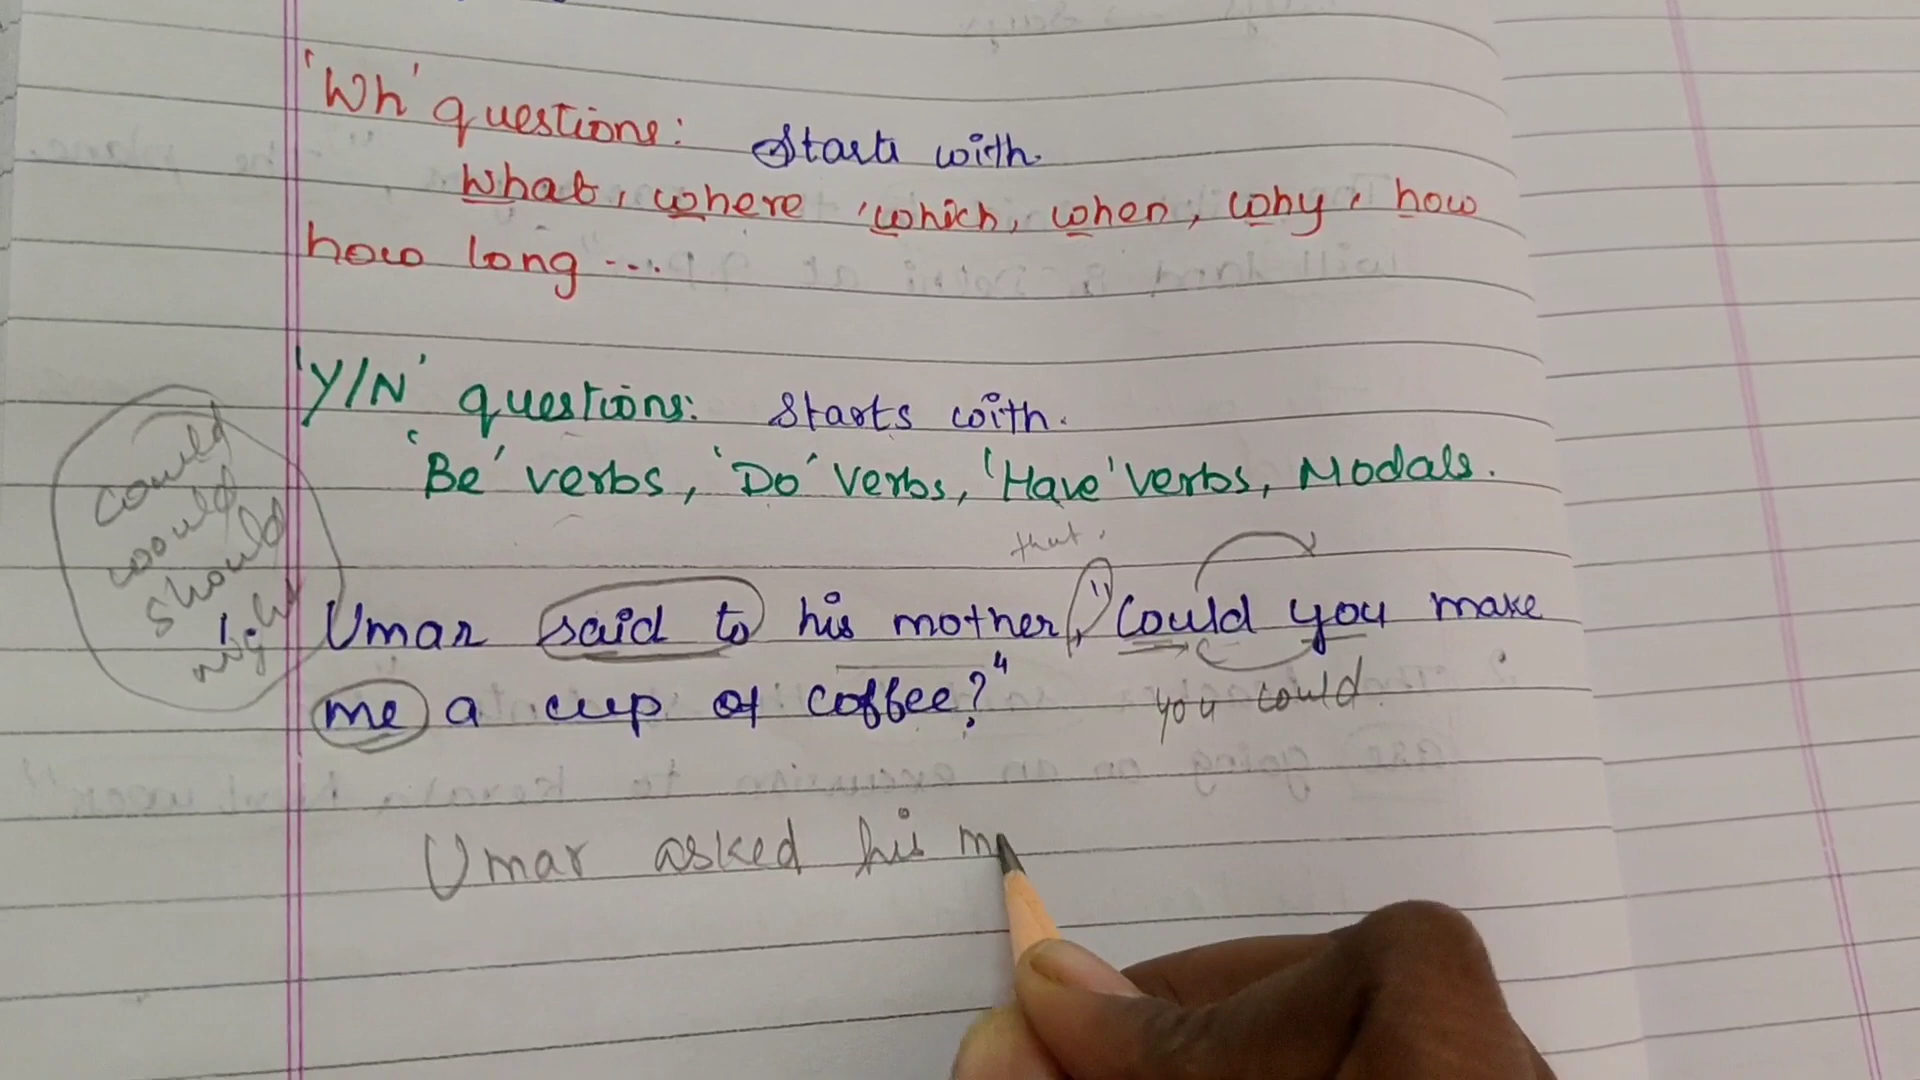 'Wh' questions: Starts with.
What, where, which, when, why, how
how long ...
'Y/N' questions: Starts with.
'Be' verbs, 'Do' verbs, 'Have' verbs, Modals.
could
would
should
might
that
1. Umar said to his mother, "Could you make
me a cup of coffee?"
you could
Umar asked his m